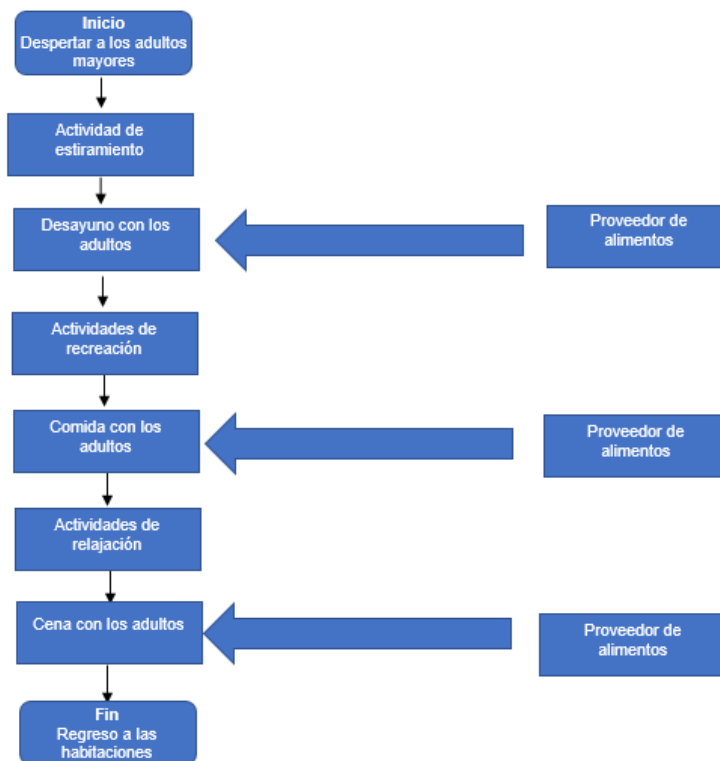 Inicio
Despertar a los adultos
mayores
Actividad de
estiramiento
Desayuno con los
adultos
Proveedor de
alimentos
Actividades de
recreación
Comida con los
adultos
Proveedor de
alimentos
Actividades de
relajación
Cena con los adultos
Proveedor de
alimentos
Fin
Regreso a las
habitaciones